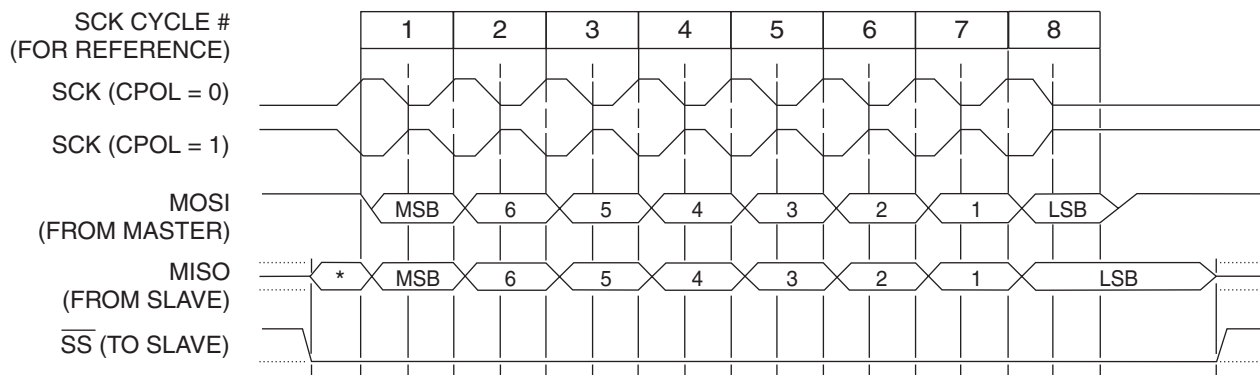 SCK CYCLE #
(FOR REFERENCE)
1 2 3 4 5 6 7 8
SCK (CPOL = 0)
SCK (CPOL = 1)
MOSI
(FROM MASTER)
MSB 6 5 4 3 2 1 LSB
MISO
(FROM SLAVE)
* MSB 6 5 4 3 2 1 LSB
SS (TO SLAVE)